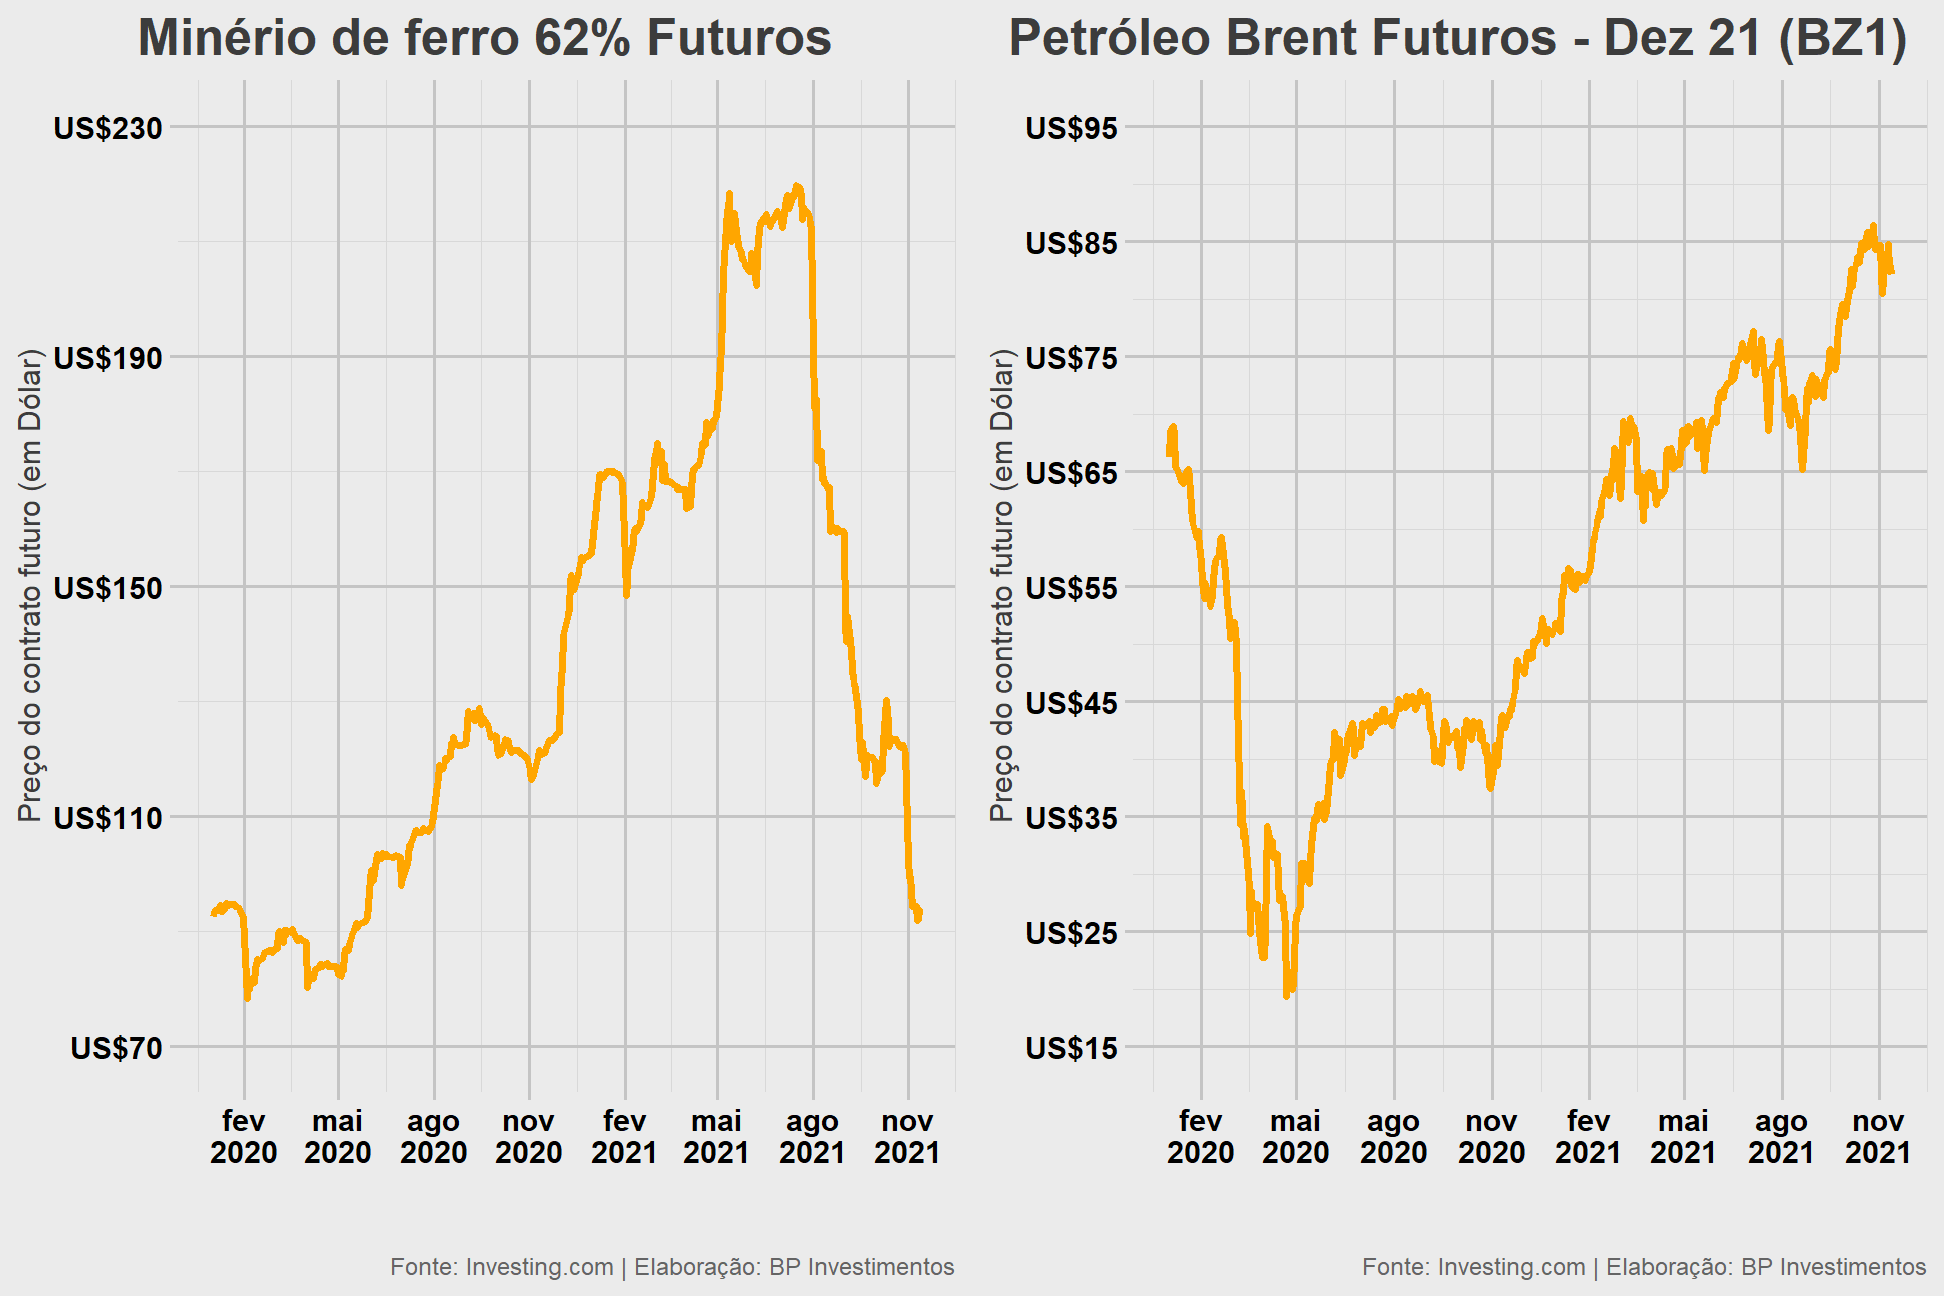 Minério de ferro 62% Futuros
Preço do contrato futuro (em Dólar)
US$230
US$190
US$150
US$110
US$70
fev mai ago nov fev mai ago nov
2020 2020 2020 2020 2021 2021 2021 2021
Fonte: Investing.com | Elaboração: BP Investimentos
Petróleo Brent Futuros - Dez 21 (BZ1)
Preço do contrato futuro (em Dólar)
US$95
US$85
US$75
US$65
US$55
US$45
US$35
US$25
US$15
fev mai ago nov fev mai ago nov
2020 2020 2020 2020 2021 2021 2021 2021
Fonte: Investing.com | Elaboração: BP Investimentos